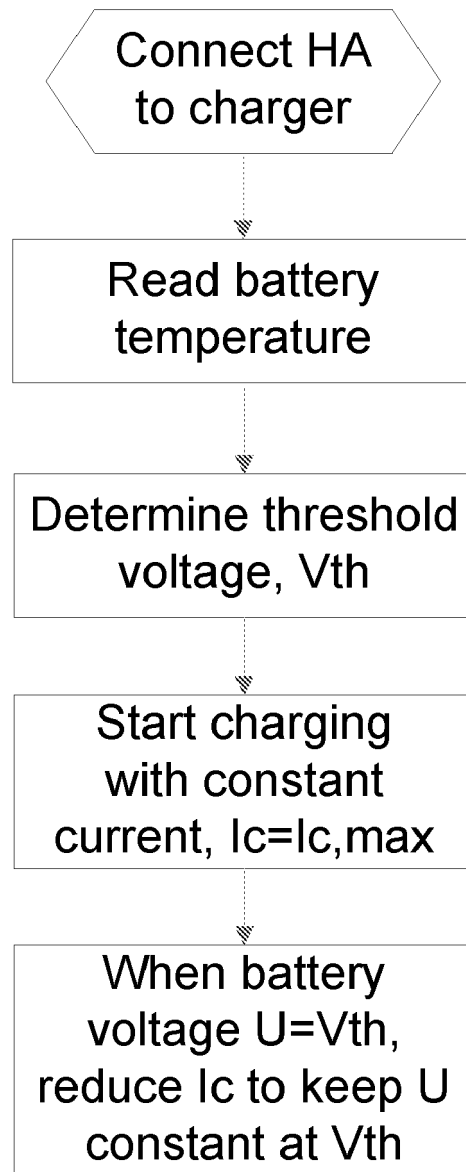 Connect HA
to charger
Read battery
temperature
Determine threshold
voltage, Vth
Start charging
with constant
current, Ic=Ic,max
When battery
voltage U=Vth,
reduce Ic to keep U
constant at Vth